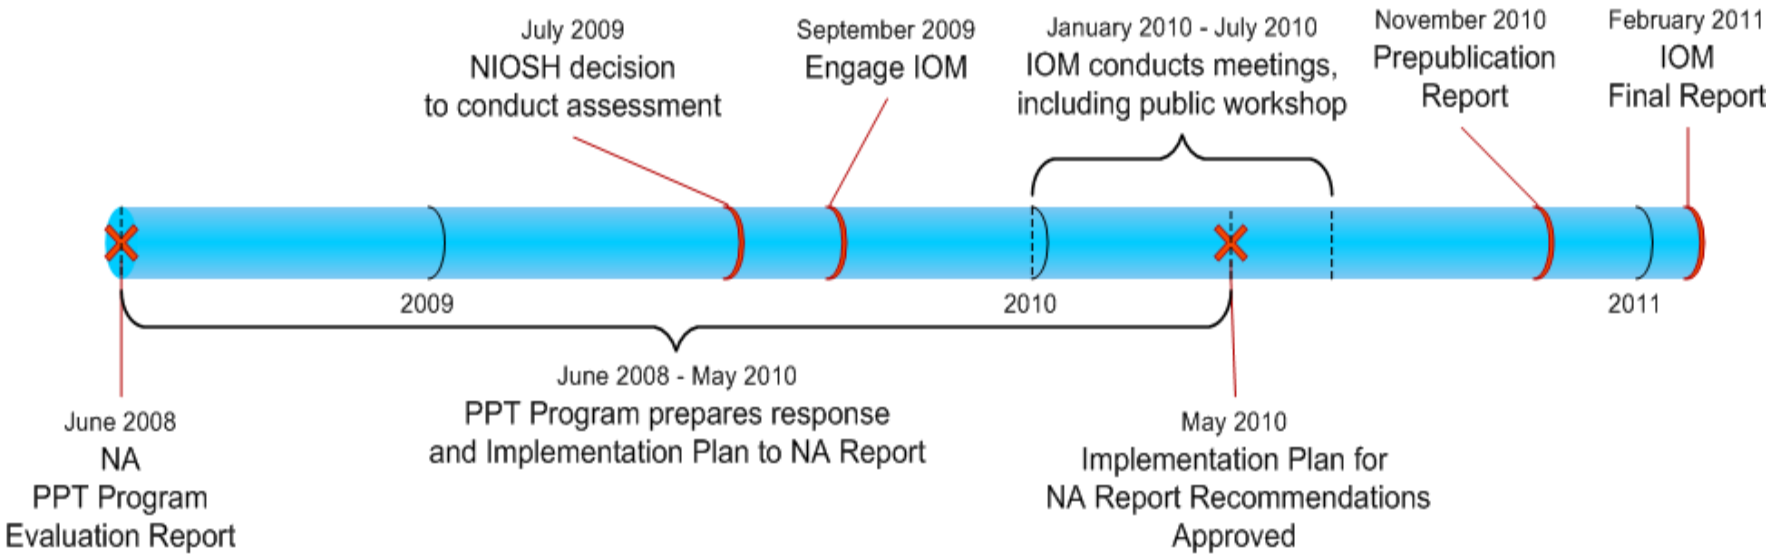 July 2009
NIOSH decision
to conduct assessment
September 2009
Engage IOM
January 2010 - July 2010
IOM conducts meetings,
including public workshop
November 2010
Prepublication
Report
February 2011
IOM
Final Report
2009
2010
2011
June 2008 - May 2010
PPT Program prepares response
and Implementation Plan to NA Report
June 2008
NA
PPT Program
Evaluation Report
May 2010
Implementation Plan for
NA Report Recommendations
Approved